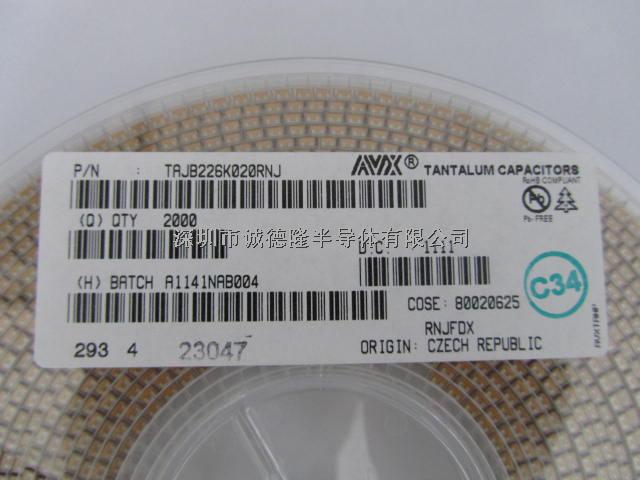 P/N : TAJB226K020RNJ
AVX® TANTALUM CAPACITORS
RoHS COMPLIANT
Pb
Pb- FREE
(Q) QTY 2000
深圳市诚德隆半导体有限公司
D.C. 1111
(H) BATCH A1141NAB004
C34
COSE: 80020625
RNJFDX
293 4 23047
ORIGIN: CZECH REPUBLIC